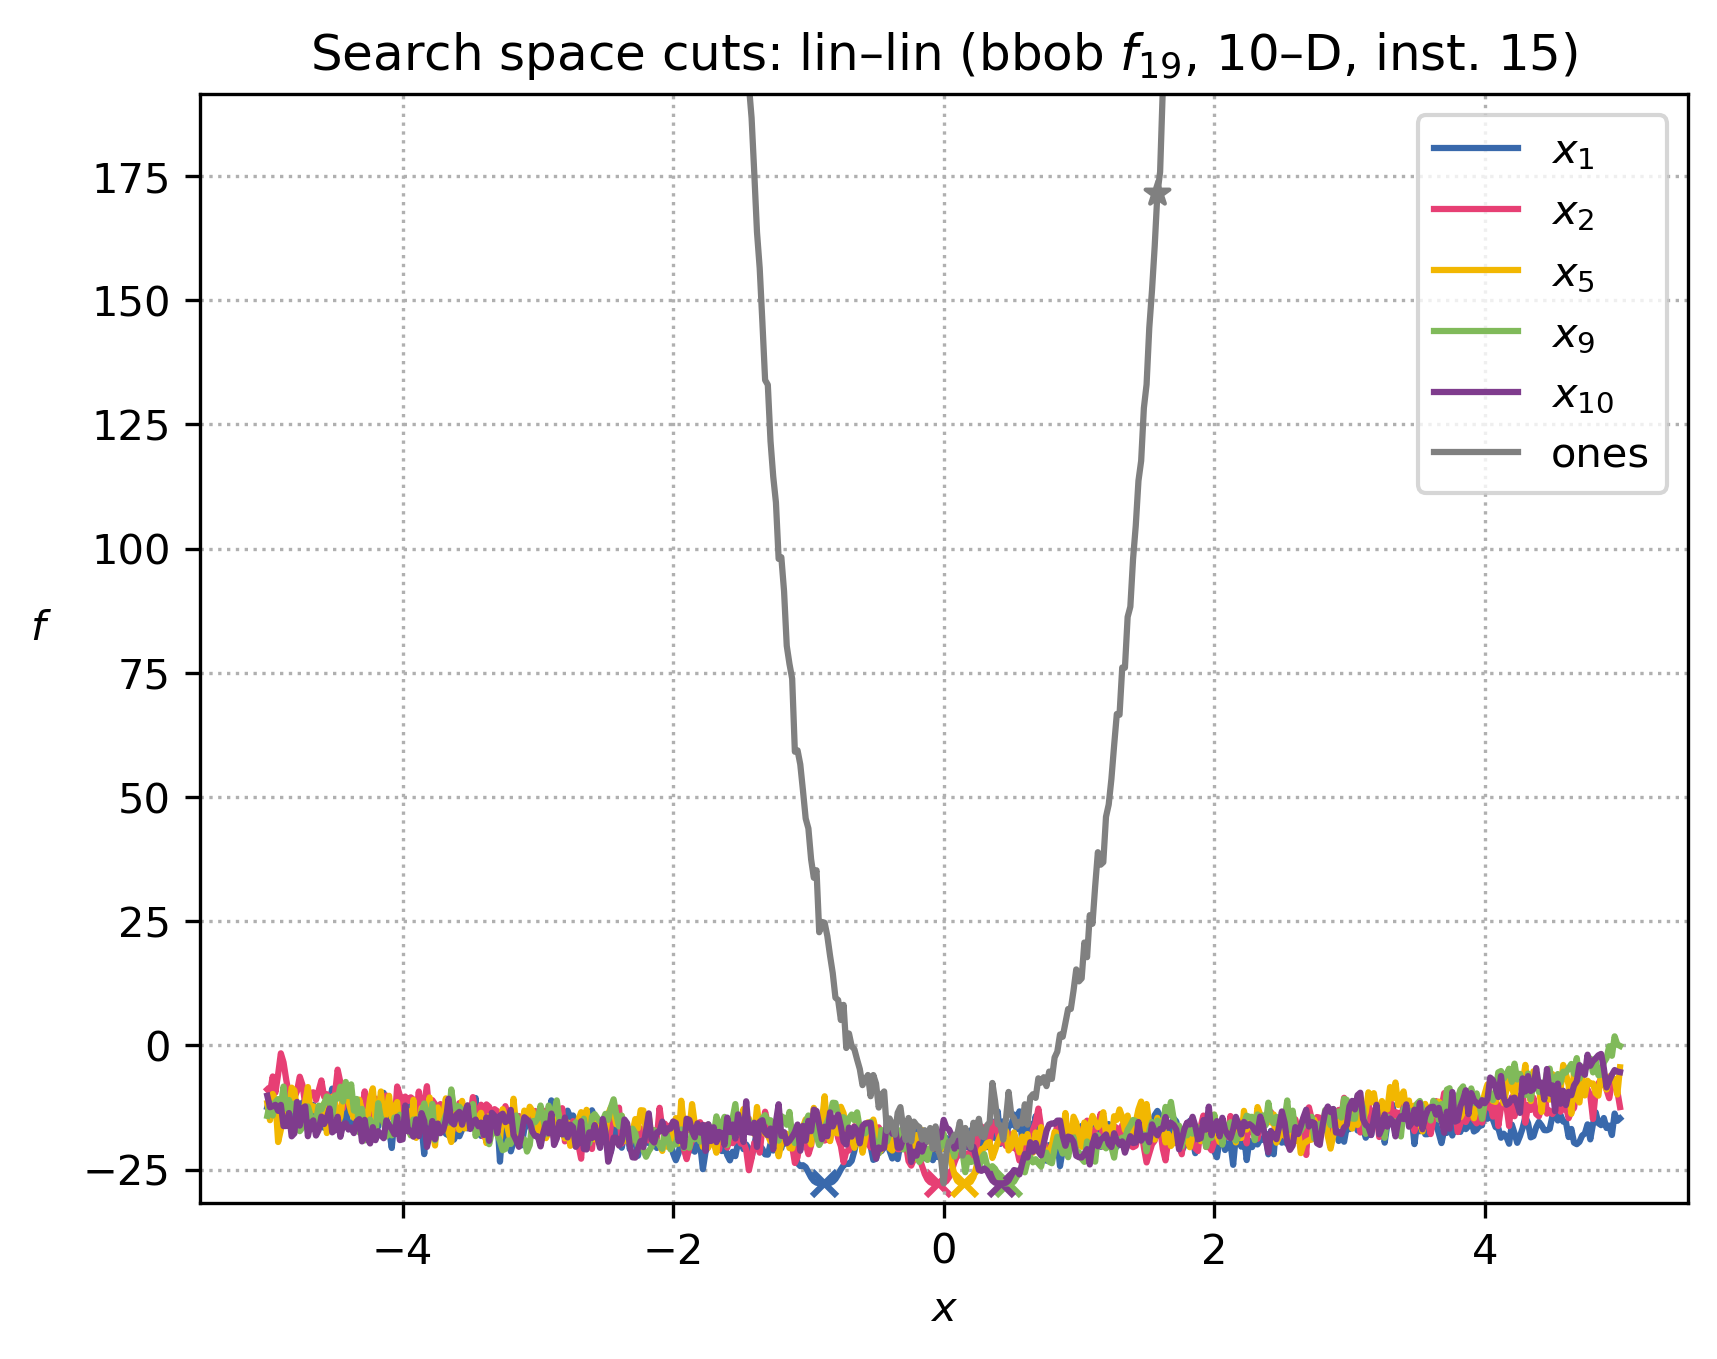 Search space cuts: lin–lin (bbob f₁₉, 10–D, inst. 15)
175
150
125
100
75
50
25
0
−25
f
−4
−2
0
2
4
x
x₁
x₂
x₅
x₉
x₁₀
ones